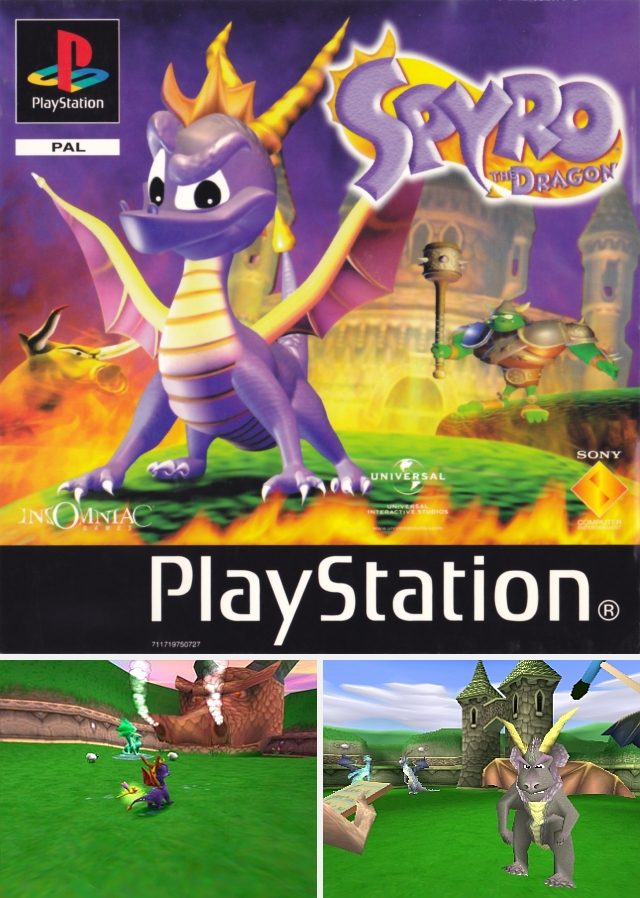 PlayStation
PAL
SPYRO
THE DRAGON
INSOMNIAC
GAMES
UNIVERSAL
UNIVERSAL
INTERACTIVE STUDIOS
SONY
COMPUTER
ENTERTAINMENT
PlayStation®
711719750727